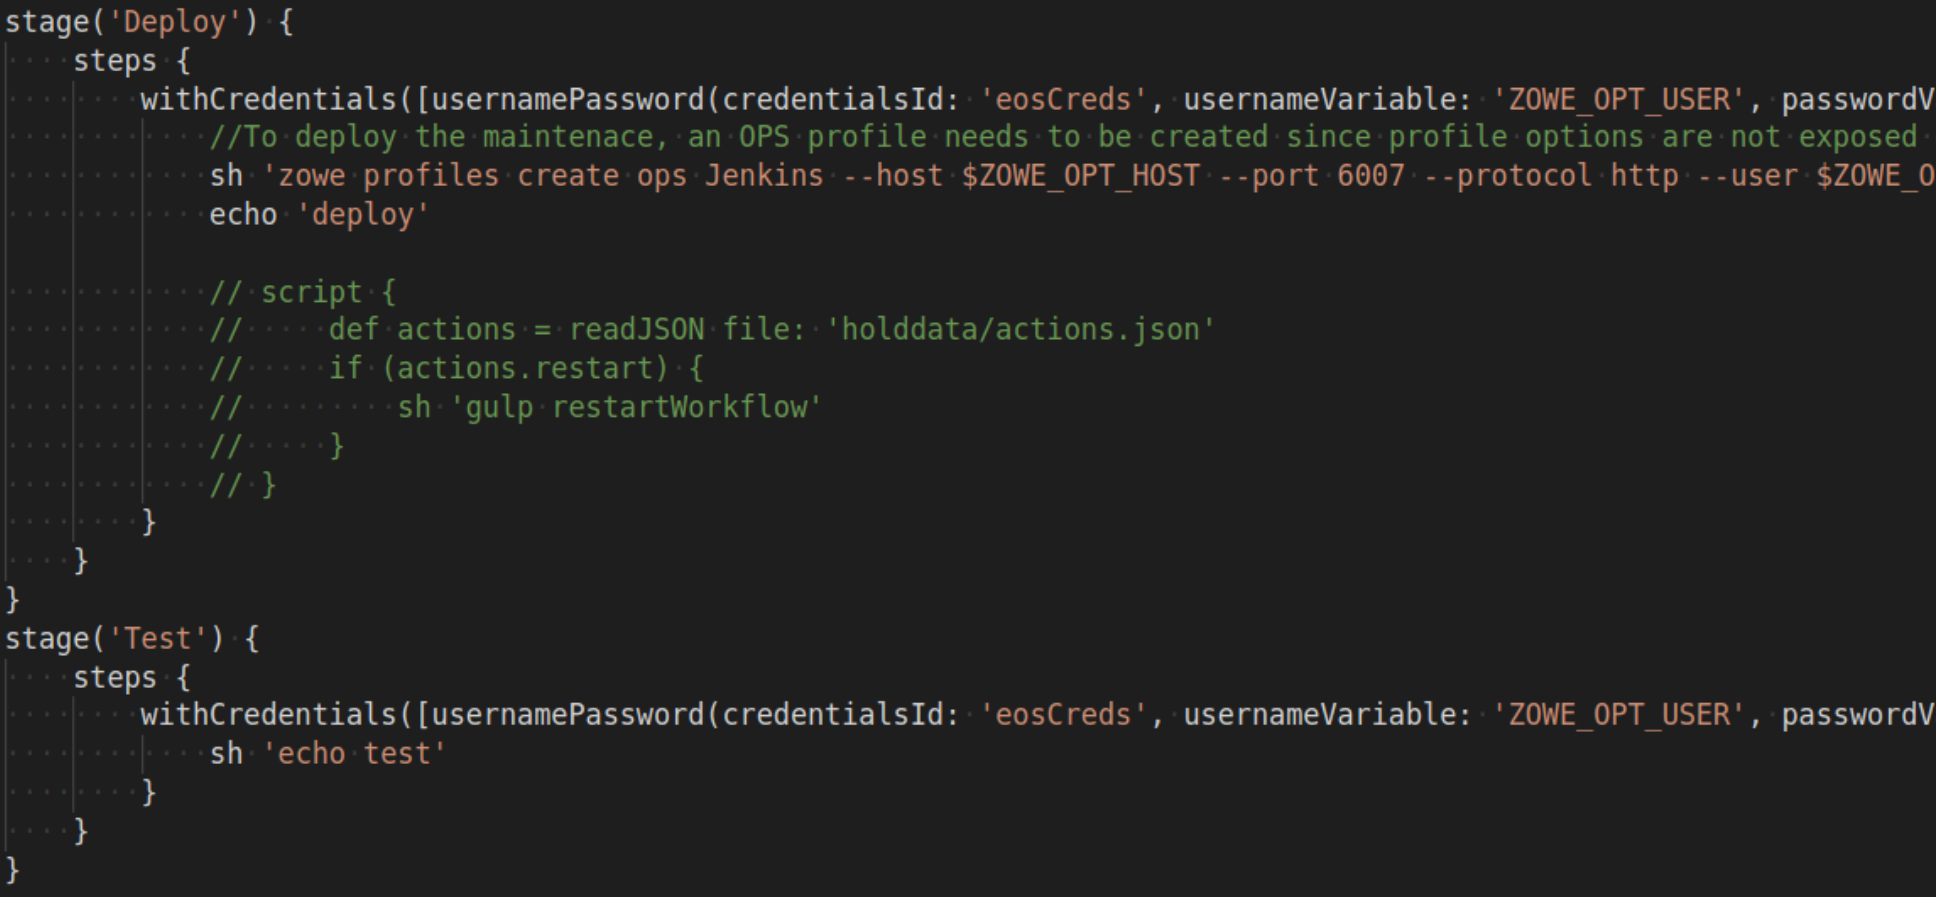 stage('Deploy') {
    steps {
        withCredentials([usernamePassword(credentialsId: 'eosCreds', usernameVariable: 'ZOWE_OPT_USER', passwordV
            //To deploy the maintenace, an OPS profile needs to be created since profile options are not exposed
            sh 'zowe profiles create ops Jenkins --host $ZOWE_OPT_HOST --port 6007 --protocol http --user $ZOWE_O
            echo 'deploy'

            // script {
            //     def actions = readJSON file: 'holddata/actions.json'
            //     if (actions.restart) {
            //         sh 'gulp restartWorkflow'
            //     }
            // }
        }
    }
}
stage('Test') {
    steps {
        withCredentials([usernamePassword(credentialsId: 'eosCreds', usernameVariable: 'ZOWE_OPT_USER', passwordV
            sh 'echo test'
        }
    }
}